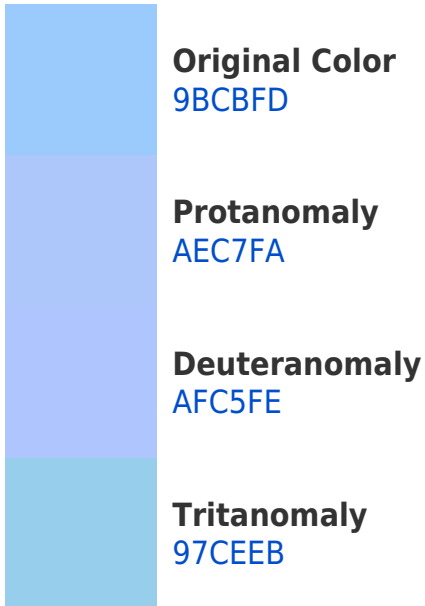 Original Color
9BCBFD
Protanomaly
AEC7FA
Deuteranomaly
AFC5FE
Tritanomaly
97CEEB